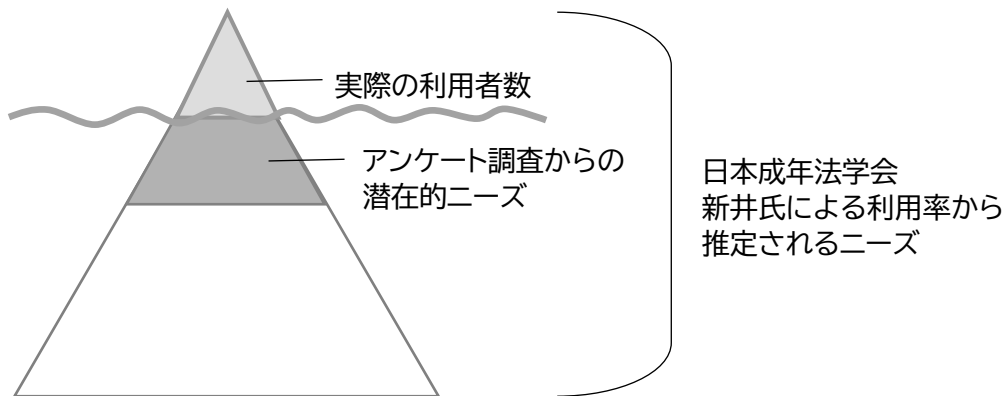 実際の利用者数
アンケート調査からの
潜在的ニーズ
日本成年法学会
新井氏による利用率から
推定されるニーズ